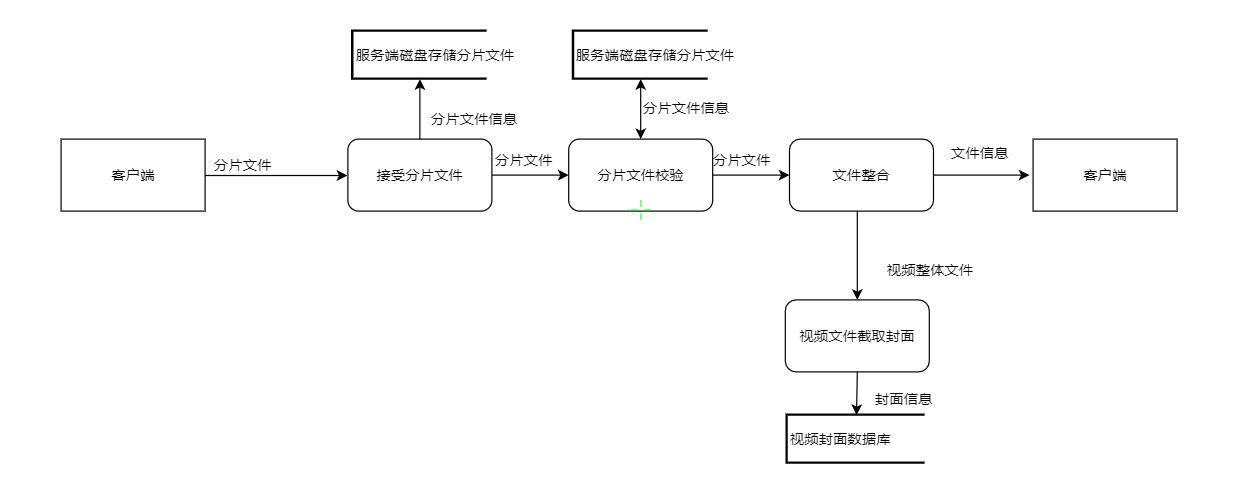 服务端磁盘存储分片文件
服务端磁盘存储分片文件
分片文件信息
分片文件信息
客户端
分片文件
接受分片文件
分片文件
分片文件校验
分片文件
文件整合
文件信息
客户端
视频整体文件
视频文件截取封面
封面信息
视频封面数据库